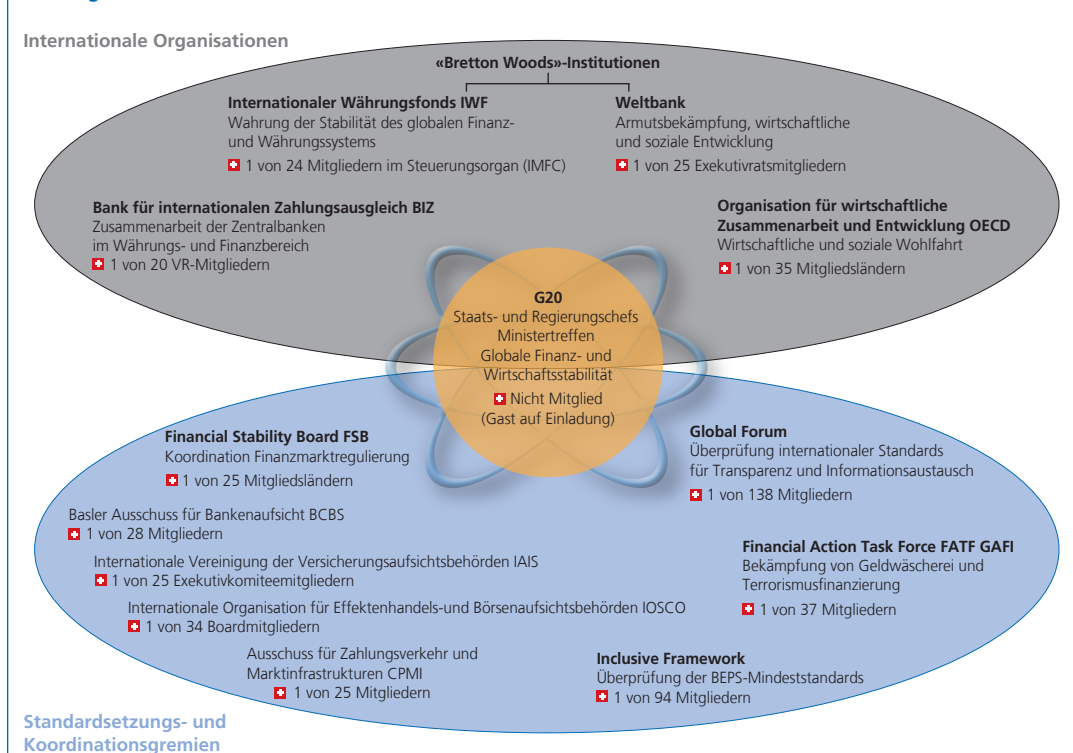 Internationale Organisationen
«Bretton Woods»-Institutionen
Internationaler Währungsfonds IWF
Wahrung der Stabilität des globalen Finanz-
und Währungssystems
1 von 24 Mitgliedern im Steuerungsorgan (IMFC)
Weltbank
Armutsbekämpfung, wirtschaftliche
und soziale Entwicklung
1 von 25 Exekutivratsmitgliedern
Bank für internationalen Zahlungsausgleich BIZ
Zusammenarbeit der Zentralbanken
im Währungs- und Finanzbereich
1 von 20 VR-Mitgliedern
Organisation für wirtschaftliche
Zusammenarbeit und Entwicklung OECD
Wirtschaftliche und soziale Wohlfahrt
1 von 35 Mitgliedsländern
G20
Staats- und Regierungschefs
Ministertreffen
Globale Finanz- und
Wirtschaftsstabilität
Nicht Mitglied
(Gast auf Einladung)
Financial Stability Board FSB
Koordination Finanzmarktregulierung
1 von 25 Mitgliedsländern
Global Forum
Überprüfung internationaler Standards
für Transparenz und Informationsaustausch
1 von 138 Mitgliedern
Basler Ausschuss für Bankenaufsicht BCBS
1 von 28 Mitgliedern
Internationale Vereinigung der Versicherungsaufsichtsbehörden IAIS
1 von 25 Exekutivkomiteemitgliedern
Internationale Organisation für Effektenhandels-und Börsenaufsichtsbehörden IOSCO
1 von 34 Boardmitgliedern
Financial Action Task Force FATF GAFI
Bekämpfung von Geldwäscherei und
Terrorismusfinanzierung
1 von 37 Mitgliedern
Ausschuss für Zahlungsverkehr und
Marktinfrastrukturen CPMI
1 von 25 Mitgliedern
Inclusive Framework
Überprüfung der BEPS-Mindeststandards
1 von 94 Mitgliedern
Standardsetzungs- und
Koordinationsgremien